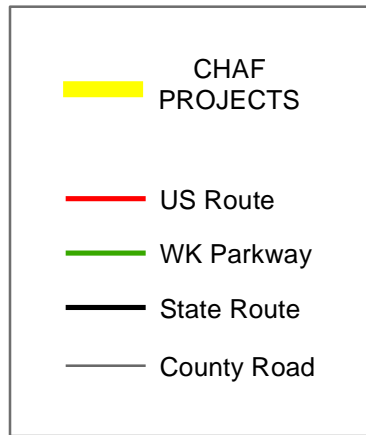 CHAF
PROJECTS
US Route
WK Parkway
State Route
County Road